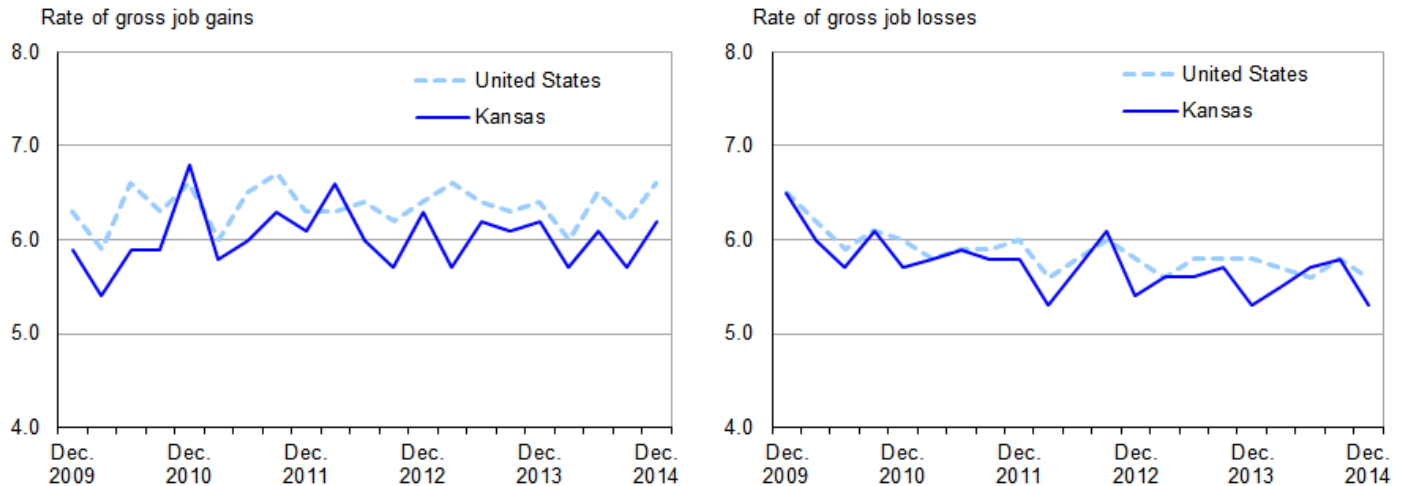 Rate of gross job gains
8.0
7.0
6.0
5.0
4.0
United States
Kansas
Dec. Dec. Dec. Dec. Dec. Dec.
2009 2010 2011 2012 2013 2014
Rate of gross job losses
8.0
7.0
6.0
5.0
4.0
United States
Kansas
Dec. Dec. Dec. Dec. Dec. Dec.
2009 2010 2011 2012 2013 2014